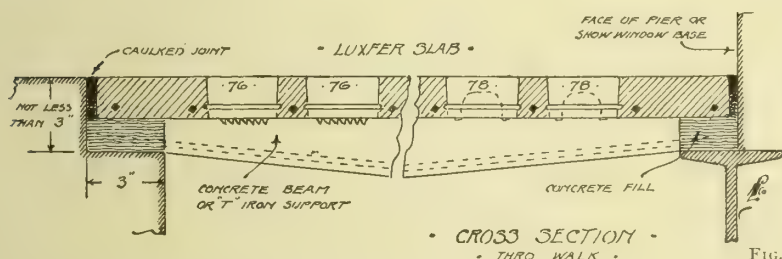 FACE OF PIER OR
SHOW WINDOW BASE
CAULKED JOINT
• LUXFER SLAB •
76
76
78
78
NOT LESS
THAN 3"
3"
CONCRETE BEAM
OR "T" IRON SUPPORT
CONCRETE FILL
• CROSS SECTION •
• THRO WALK •
FIG.